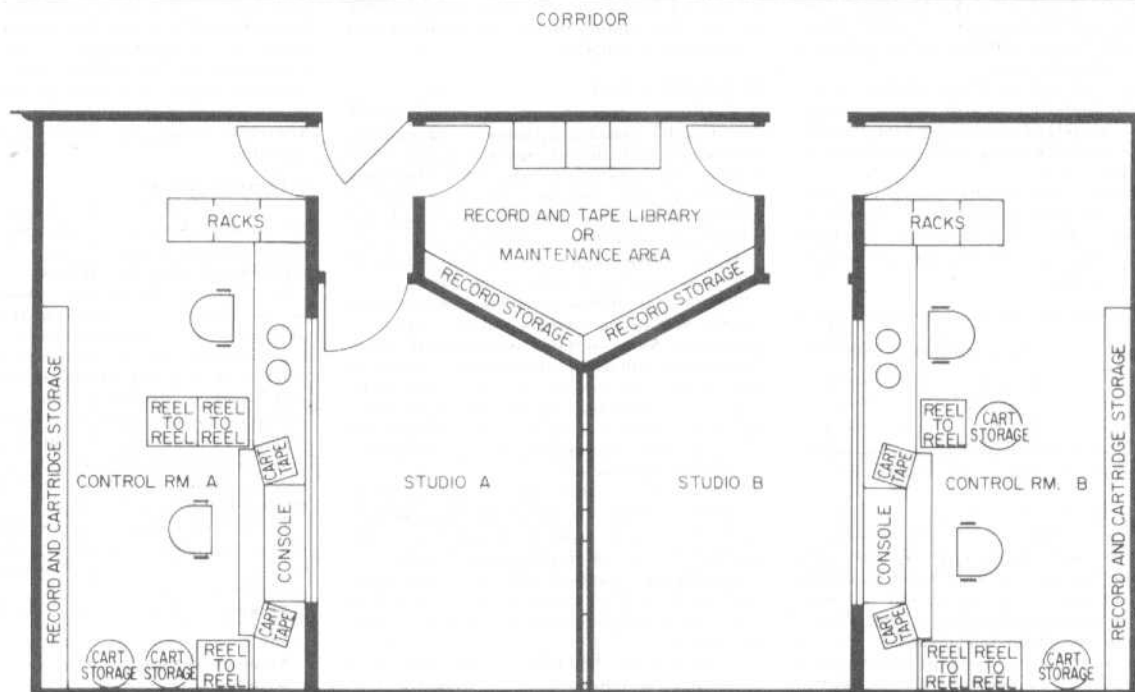 CORRIDOR
RACKS
RECORD AND TAPE LIBRARY
OR
MAINTENANCE AREA
RACKS
RECORD STORAGE
RECORD STORAGE
RECORD AND CARTRIDGE STORAGE
REEL
TO
REEL
REEL
TO
REEL
CART
TAPE
CONTROL RM. A
CONSOLE
CART
TAPE
CART
STORAGE
CART
STORAGE
REEL
TO
REEL
STUDIO A
STUDIO B
REEL
TO
REEL
CART
STORAGE
CART
TAPE
CONTROL RM. B
CONSOLE
CART
TAPE
REEL
TO
REEL
REEL
TO
REEL
CART
STORAGE
RECORD AND CARTRIDGE STORAGE